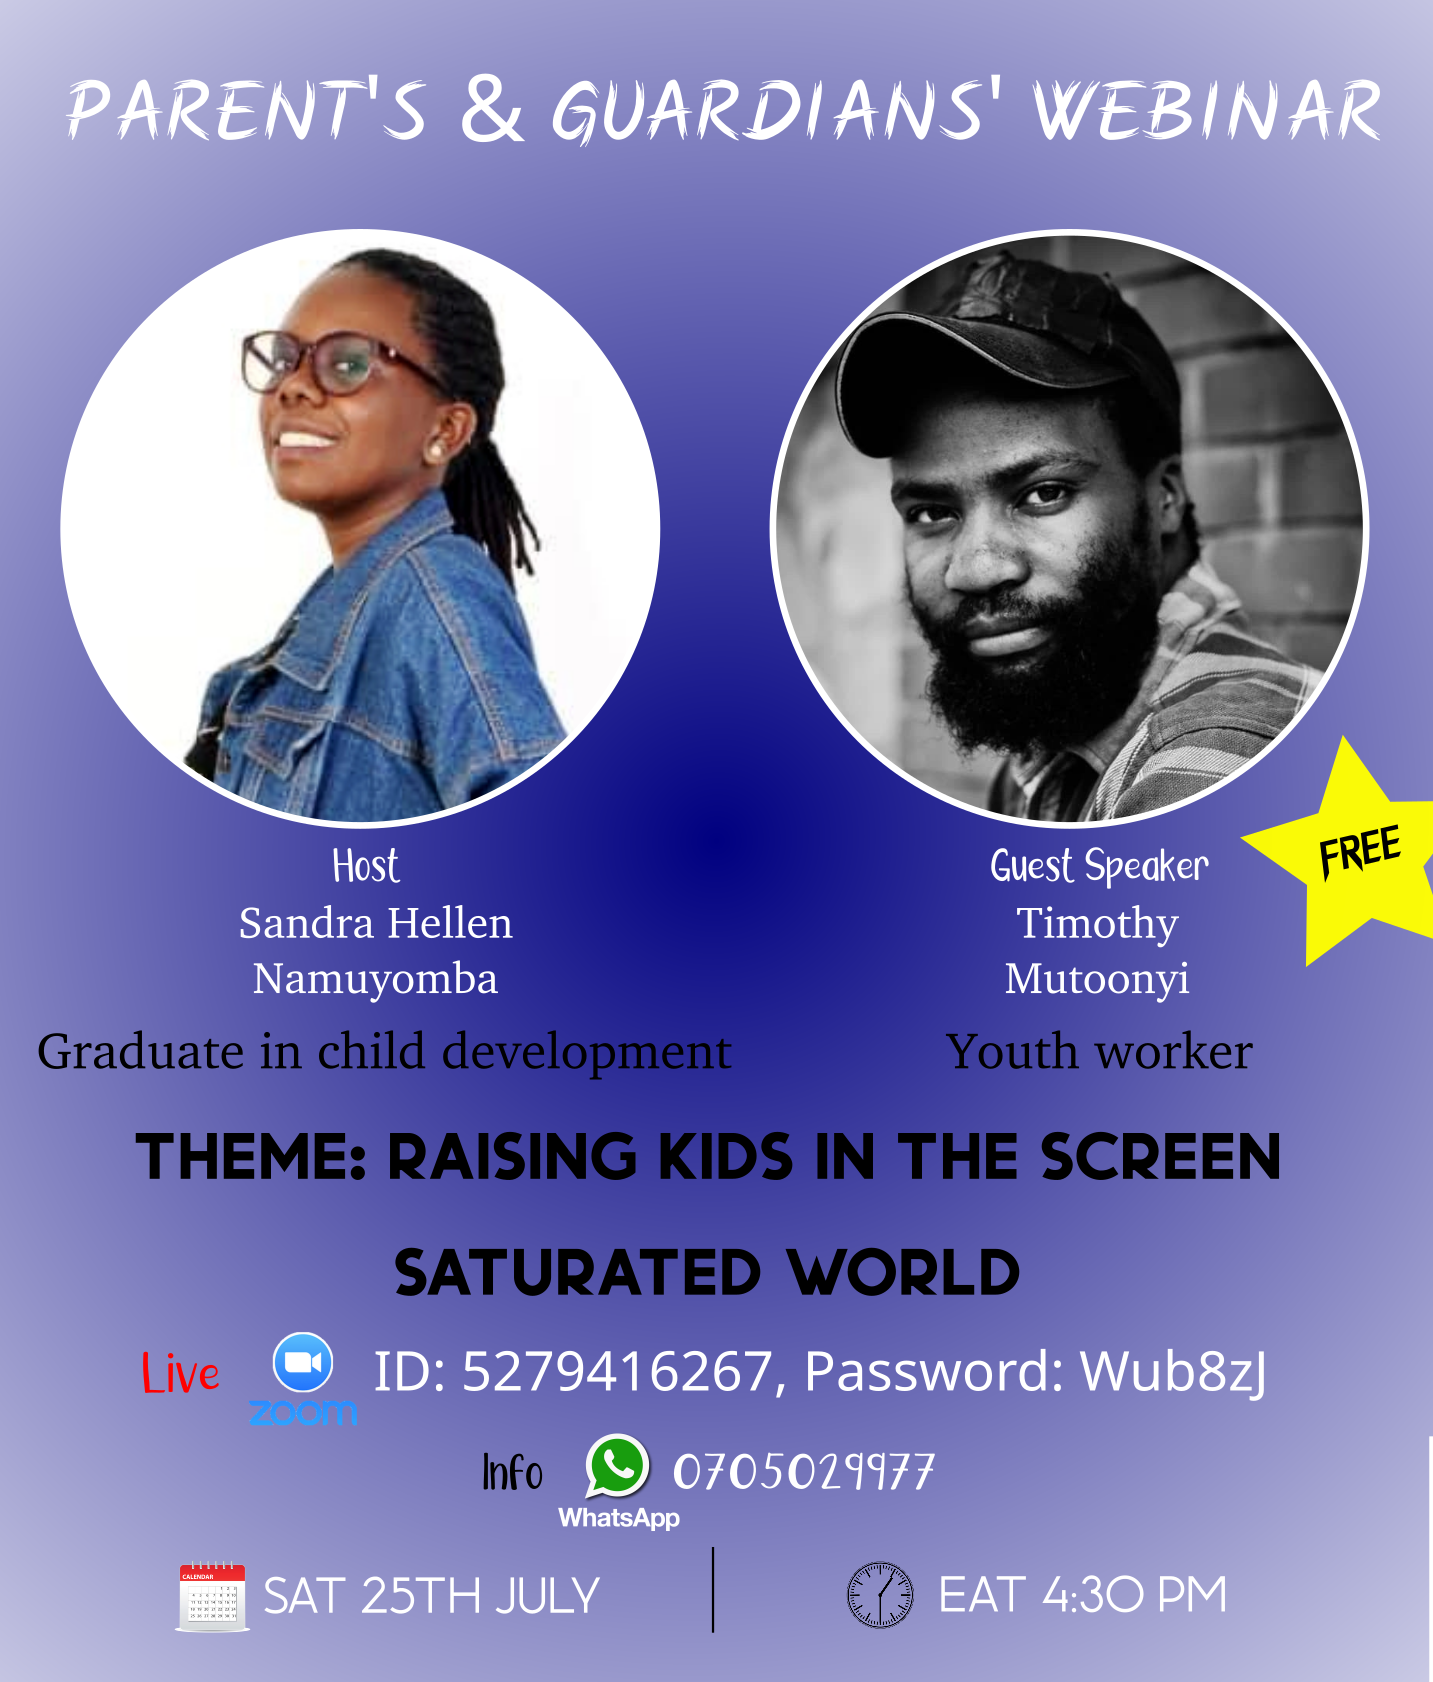 PARENT'S & GUARDIANS' WEBINAR
Host
Sandra Hellen
Namuyomba
Graduate in child development
Guest Speaker
Timothy
Mutoonyi
Youth worker
FREE
THEME: RAISING KIDS IN THE SCREEN
SATURATED WORLD
Live zoom ID: 5279416267, Password: Wub8zJ
Info WhatsApp 0705029977
CALENDAR
SAT 25TH JULY
EAT 4:30 PM